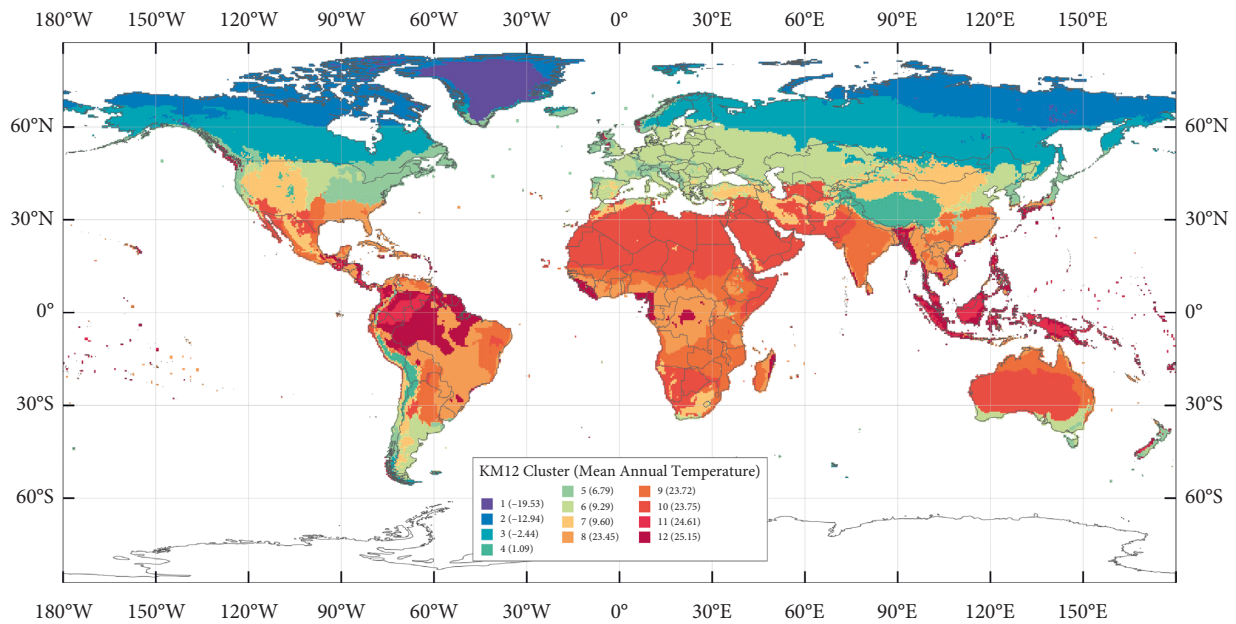 180°W 150°W 120°W 90°W 60°W 30°W 0° 30°E 60°E 90°E 120°E 150°E
60°N 60°N
30°N 30°N
0° 0°
30°S 30°S
60°S 60°S
KM12 Cluster (Mean Annual Temperature)
1 (−19.53)
2 (−12.94)
3 (−2.44)
4 (1.09)
5 (6.79)
6 (9.29)
7 (9.60)
8 (23.45)
9 (23.72)
10 (23.75)
11 (24.61)
12 (25.15)
180°W 150°W 120°W 90°W 60°W 30°W 0° 30°E 60°E 90°E 120°E 150°E